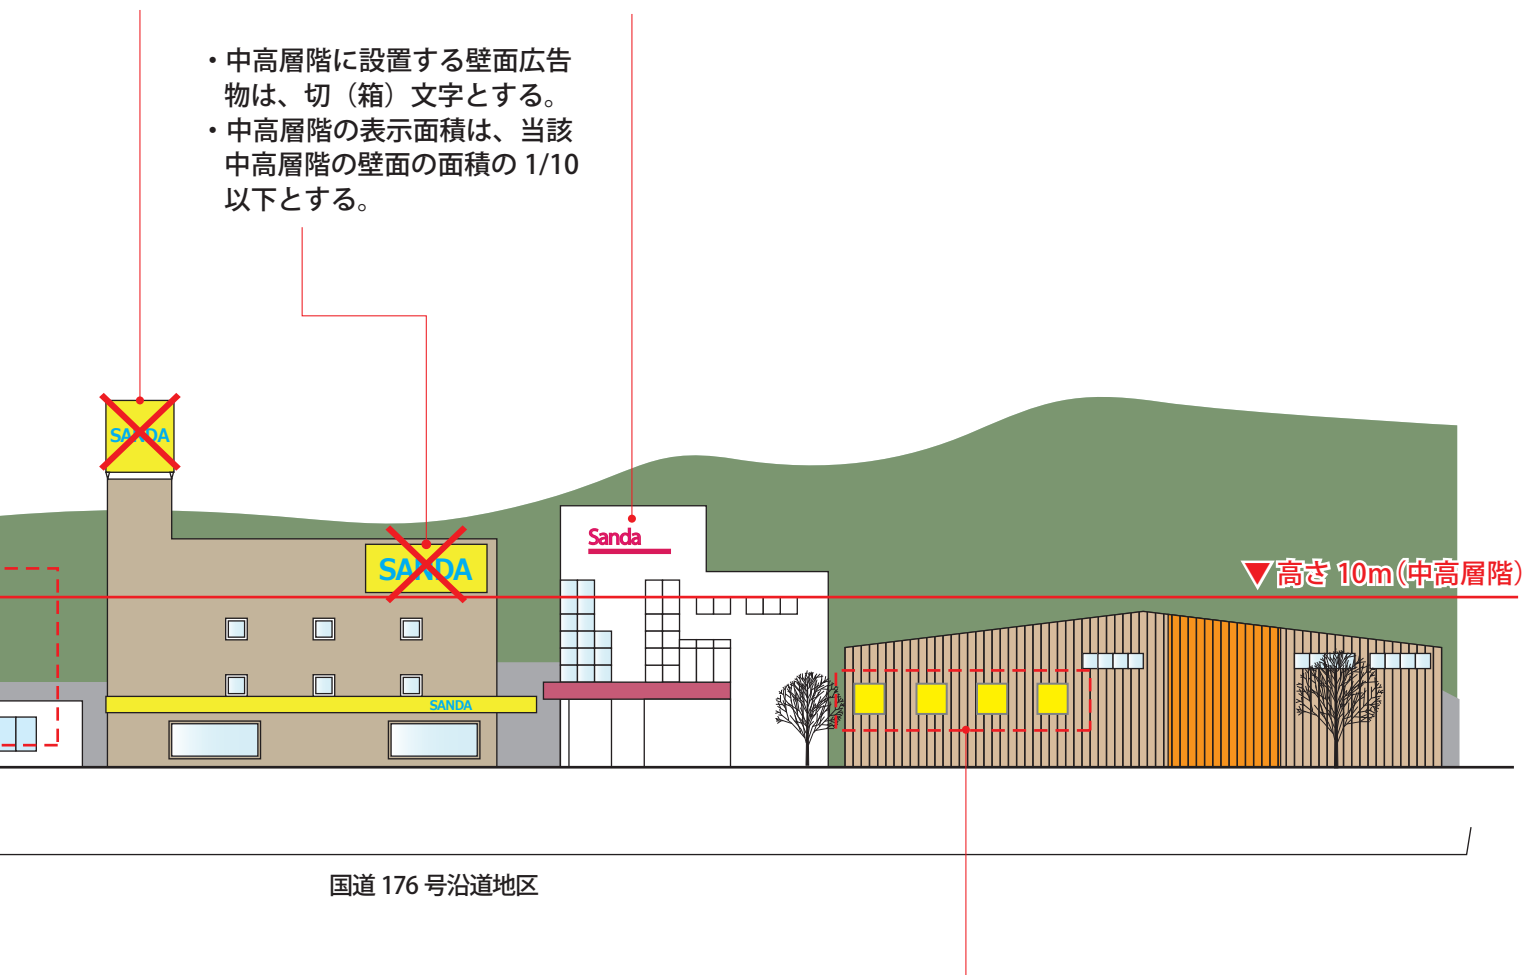 ・中高層階に設置する壁面広告
物は、切（箱）文字とする。
・中高層階の表示面積は、当該
中高層階の壁面の面積の 1/10
以下とする。
SANDA
SANDA
Sanda
▼高さ 10m（中高層階）
SANDA
国道 176 号沿道地区